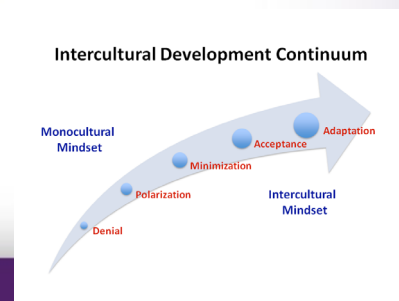 Intercultural Development Continuum
Monocultural
Mindset
Adaptation
Acceptance
Minimization
Polarization
Intercultural
Mindset
Denial